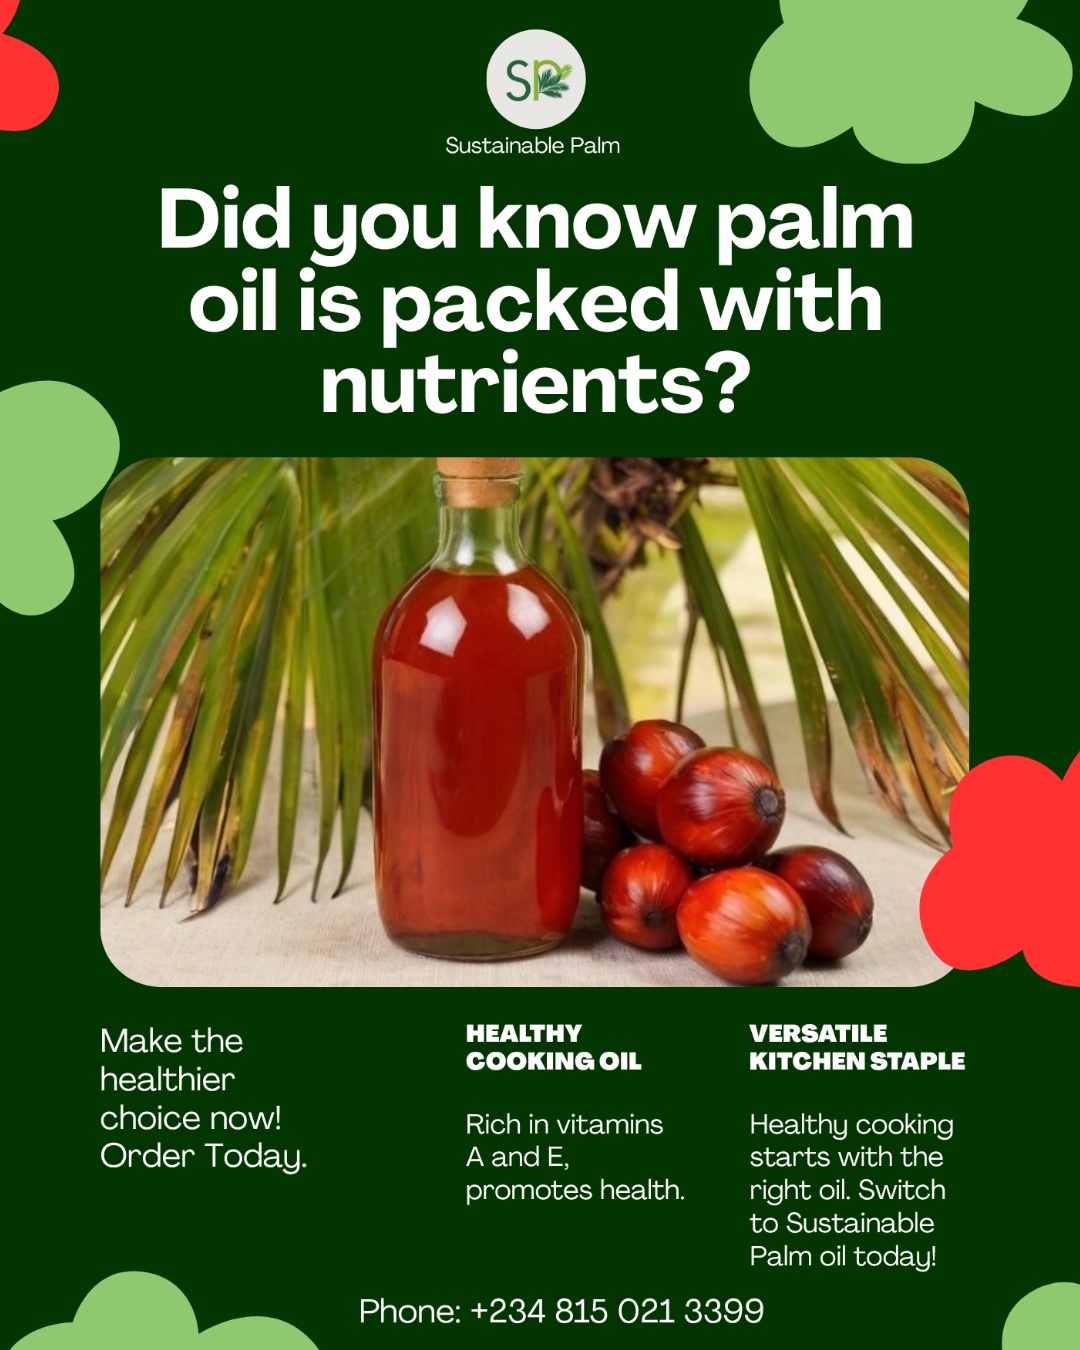 SP
Sustainable Palm
Did you know palm
oil is packed with
nutrients?
Make the
healthier
choice now!
Order Today.
HEALTHY
COOKING OIL
Rich in vitamins
A and E,
promotes health.
VERSATILE
KITCHEN STAPLE
Healthy cooking
starts with the
right oil. Switch
to Sustainable
Palm oil today!
Phone: +234 815 021 3399